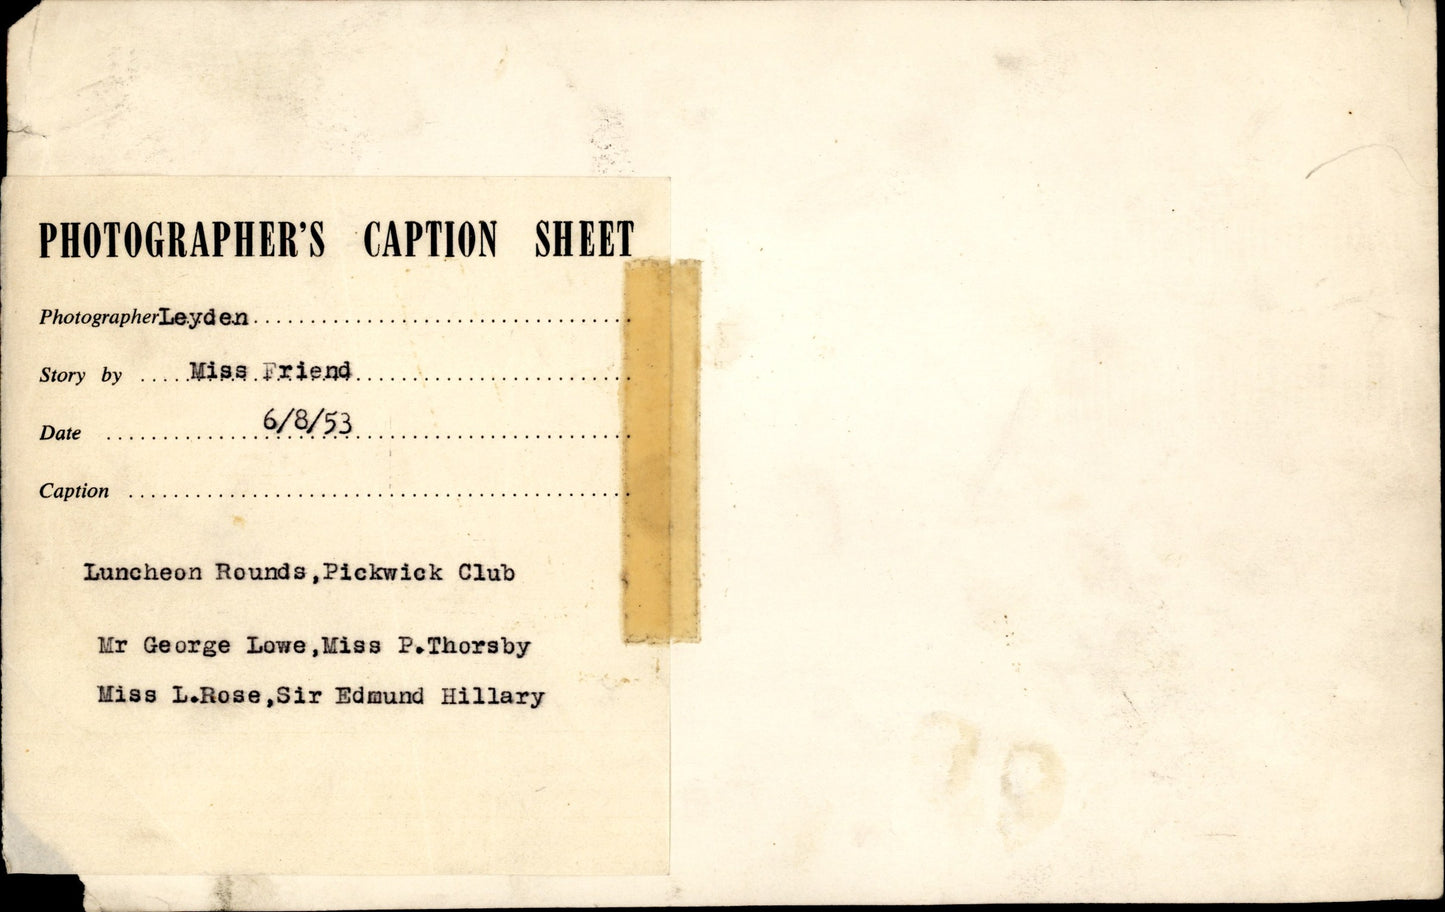 PHOTOGRAPHER'S CAPTION SHEET
Photographer Leyden
Story by Miss Friend
Date 6/8/53
Caption
Luncheon Rounds,Pickwick Club
Mr George Lowe,Miss P.Thorsby
Miss L.Rose,Sir Edmund Hillary